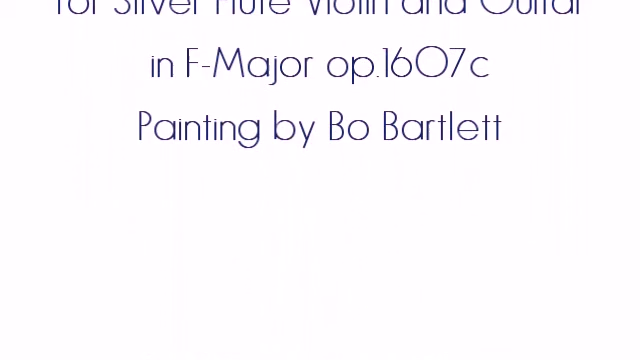 for Silver Flute Violin and Guitar
in F-Major op.1607c
Painting by Bo Bartlett